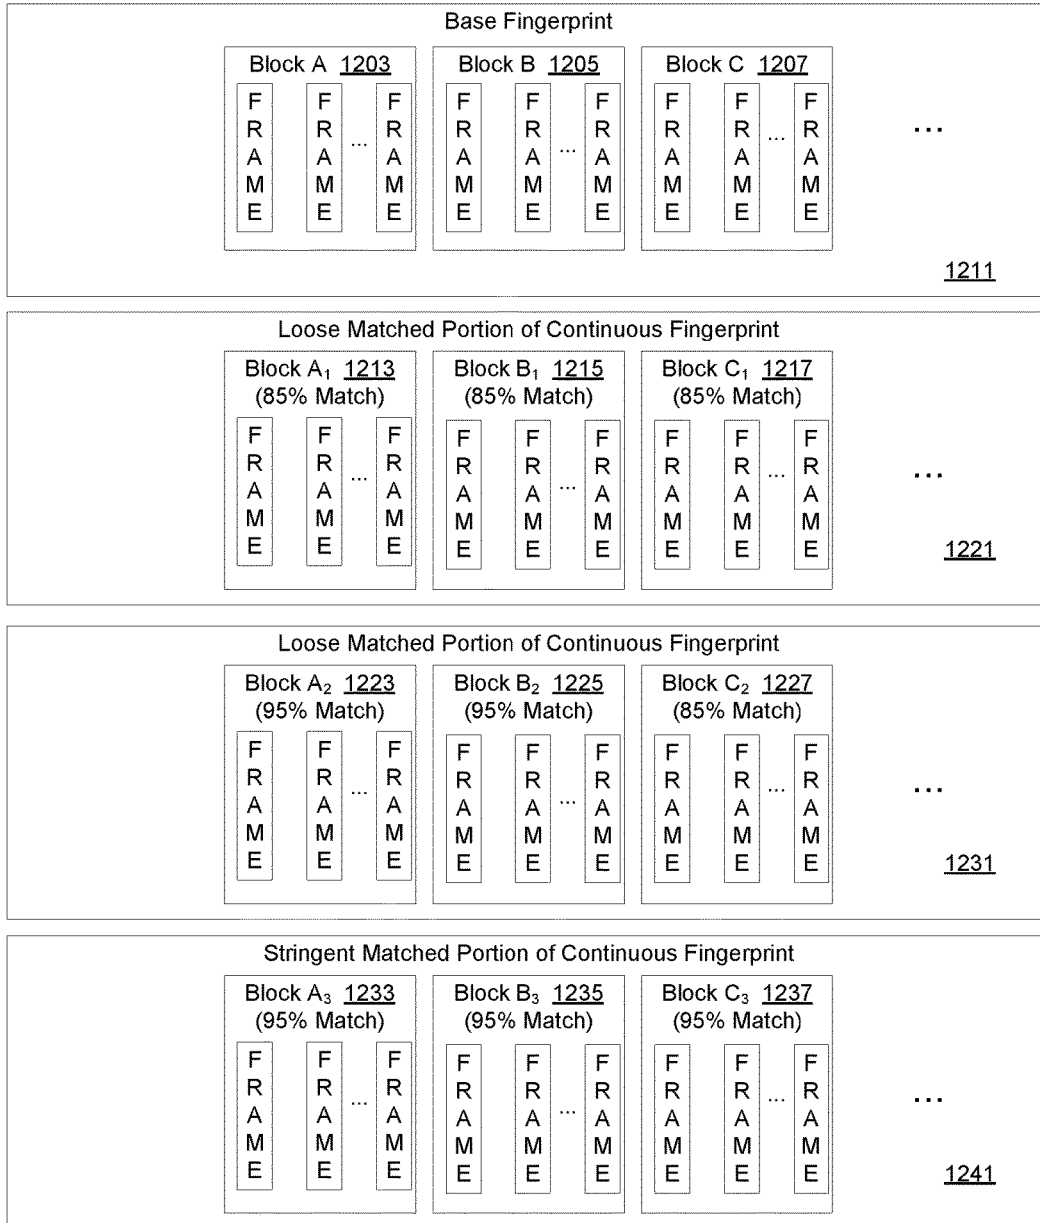 Base Fingerprint
Block A 1203 Block B 1205 Block C 1207
F F F F F F F F F
R R R R R R R R R
A A ... A A A ... A A A ... A
M M M M M M M M M
E E E E E E E E E
...
1211
Loose Matched Portion of Continuous Fingerprint
Block A₁ 1213 Block B₁ 1215 Block C₁ 1217
(85% Match) (85% Match) (85% Match)
F F F F F F F F F
R R R R R R R R R
A A ... A A A ... A A A ... A
M M M M M M M M M
E E E E E E E E E
...
1221
Loose Matched Portion of Continuous Fingerprint
Block A₂ 1223 Block B₂ 1225 Block C₂ 1227
(95% Match) (95% Match) (85% Match)
F F F F F F F F F
R R R R R R R R R
A A ... A A A ... A A A ... A
M M M M M M M M M
E E E E E E E E E
...
1231
Stringent Matched Portion of Continuous Fingerprint
Block A₃ 1233 Block B₃ 1235 Block C₃ 1237
(95% Match) (95% Match) (95% Match)
F F F F F F F F F
R R R R R R R R R
A A ... A A A ... A A A ... A
M M M M M M M M M
E E E E E E E E E
...
1241